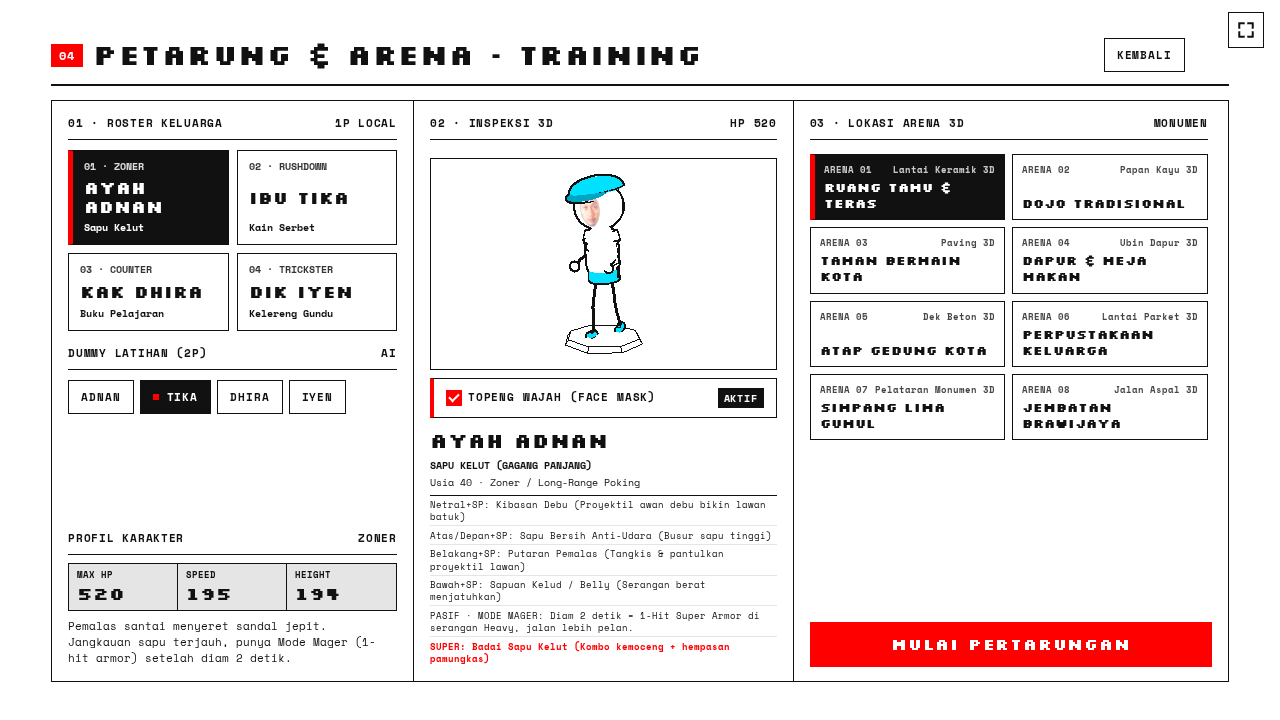 04 PETARUNG & ARENA - TRAINING
KEMBALI
01 · ROSTER KELUARGA 1P LOCAL
01 · ZONER
AYAH
ADNAN
Sapu Kelut
02 · RUSHDOWN
IBU TIKA
Kain Serbet
03 · COUNTER
KAK DHIRA
Buku Pelajaran
04 · TRICKSTER
DIK IYEN
Kelereng Gundu
DUMMY LATIHAN (2P) AI
ADNAN TIKA DHIRA IYEN
PROFIL KARAKTER ZONER
MAX HP SPEED HEIGHT
520 195 194
Pemalas santai menyeret sandal jepit.
Jangkauan sapu terjauh, punya Mode Mager (1-
hit armor) setelah diam 2 detik.
02 · INSPEKSI 3D HP 520
TOPENG WAJAH (FACE MASK) AKTIF
AYAH ADNAN
SAPU KELUT (GAGANG PANJANG)
Usia 40 · Zoner / Long-Range Poking
Netral+SP: Kibasan Debu (Proyektil awan debu bikin lawan
batuk)
Atas/Depan+SP: Sapu Bersih Anti-Udara (Busur sapu tinggi)
Belakang+SP: Putaran Pemalas (Tangkis & pantulkan
proyektil lawan)
Bawah+SP: Sapuan Kelud / Belly (Serangan berat
menjatuhkan)
PASIF · MODE MAGER: Diam 2 detik = 1-Hit Super Armor di
serangan Heavy, jalan lebih pelan.
SUPER: Badai Sapu Kelut (Kombo kemoceng + hempasan
pamungkas)
03 · LOKASI ARENA 3D MONUMEN
ARENA 01 Lantai Keramik 3D
RUANG TAMU &
TERAS
ARENA 02 Papan Kayu 3D
DOJO TRADISIONAL
ARENA 03 Paving 3D
TAMAN BERMAIN
KOTA
ARENA 04 Ubin Dapur 3D
DAPUR & MEJA
MAKAN
ARENA 05 Dek Beton 3D
ATAP GEDUNG KOTA
ARENA 06 Lantai Parket 3D
PERPUSTAKAAN
KELUARGA
ARENA 07 Pelataran Monumen 3D
SIMPANG LIMA
GUMUL
ARENA 08 Jalan Aspal 3D
JEMBATAN
BRAWIJAYA
MULAI PERTARUNGAN